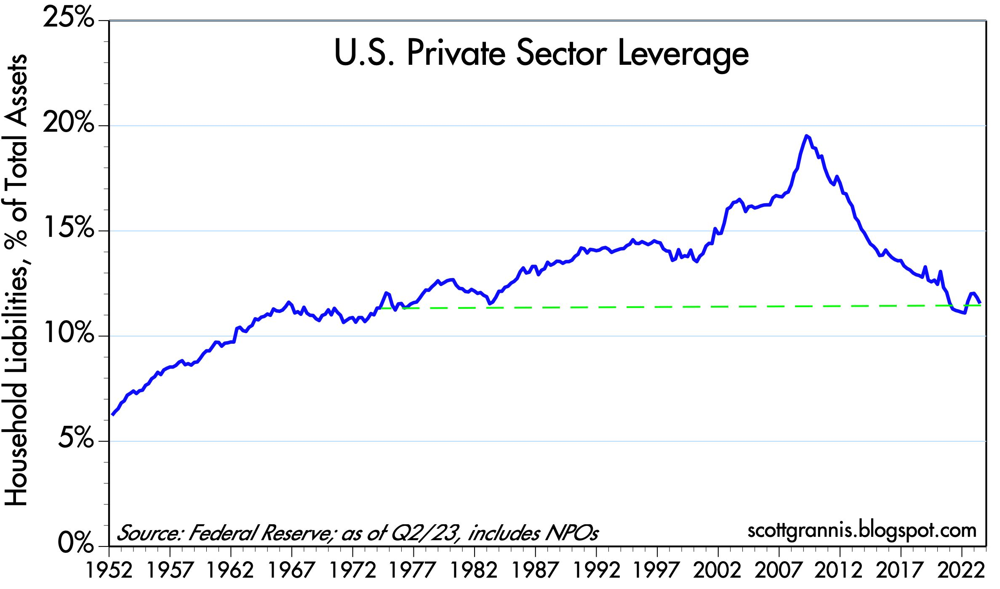 U.S. Private Sector Leverage
Household Liabilities, % of Total Assets
25%
20%
15%
10%
5%
0%
Source: Federal Reserve; as of Q2/23, includes NPOs
scottgrannis.blogspot.com
1952 1957 1962 1967 1972 1977 1982 1987 1992 1997 2002 2007 2012 2017 2022